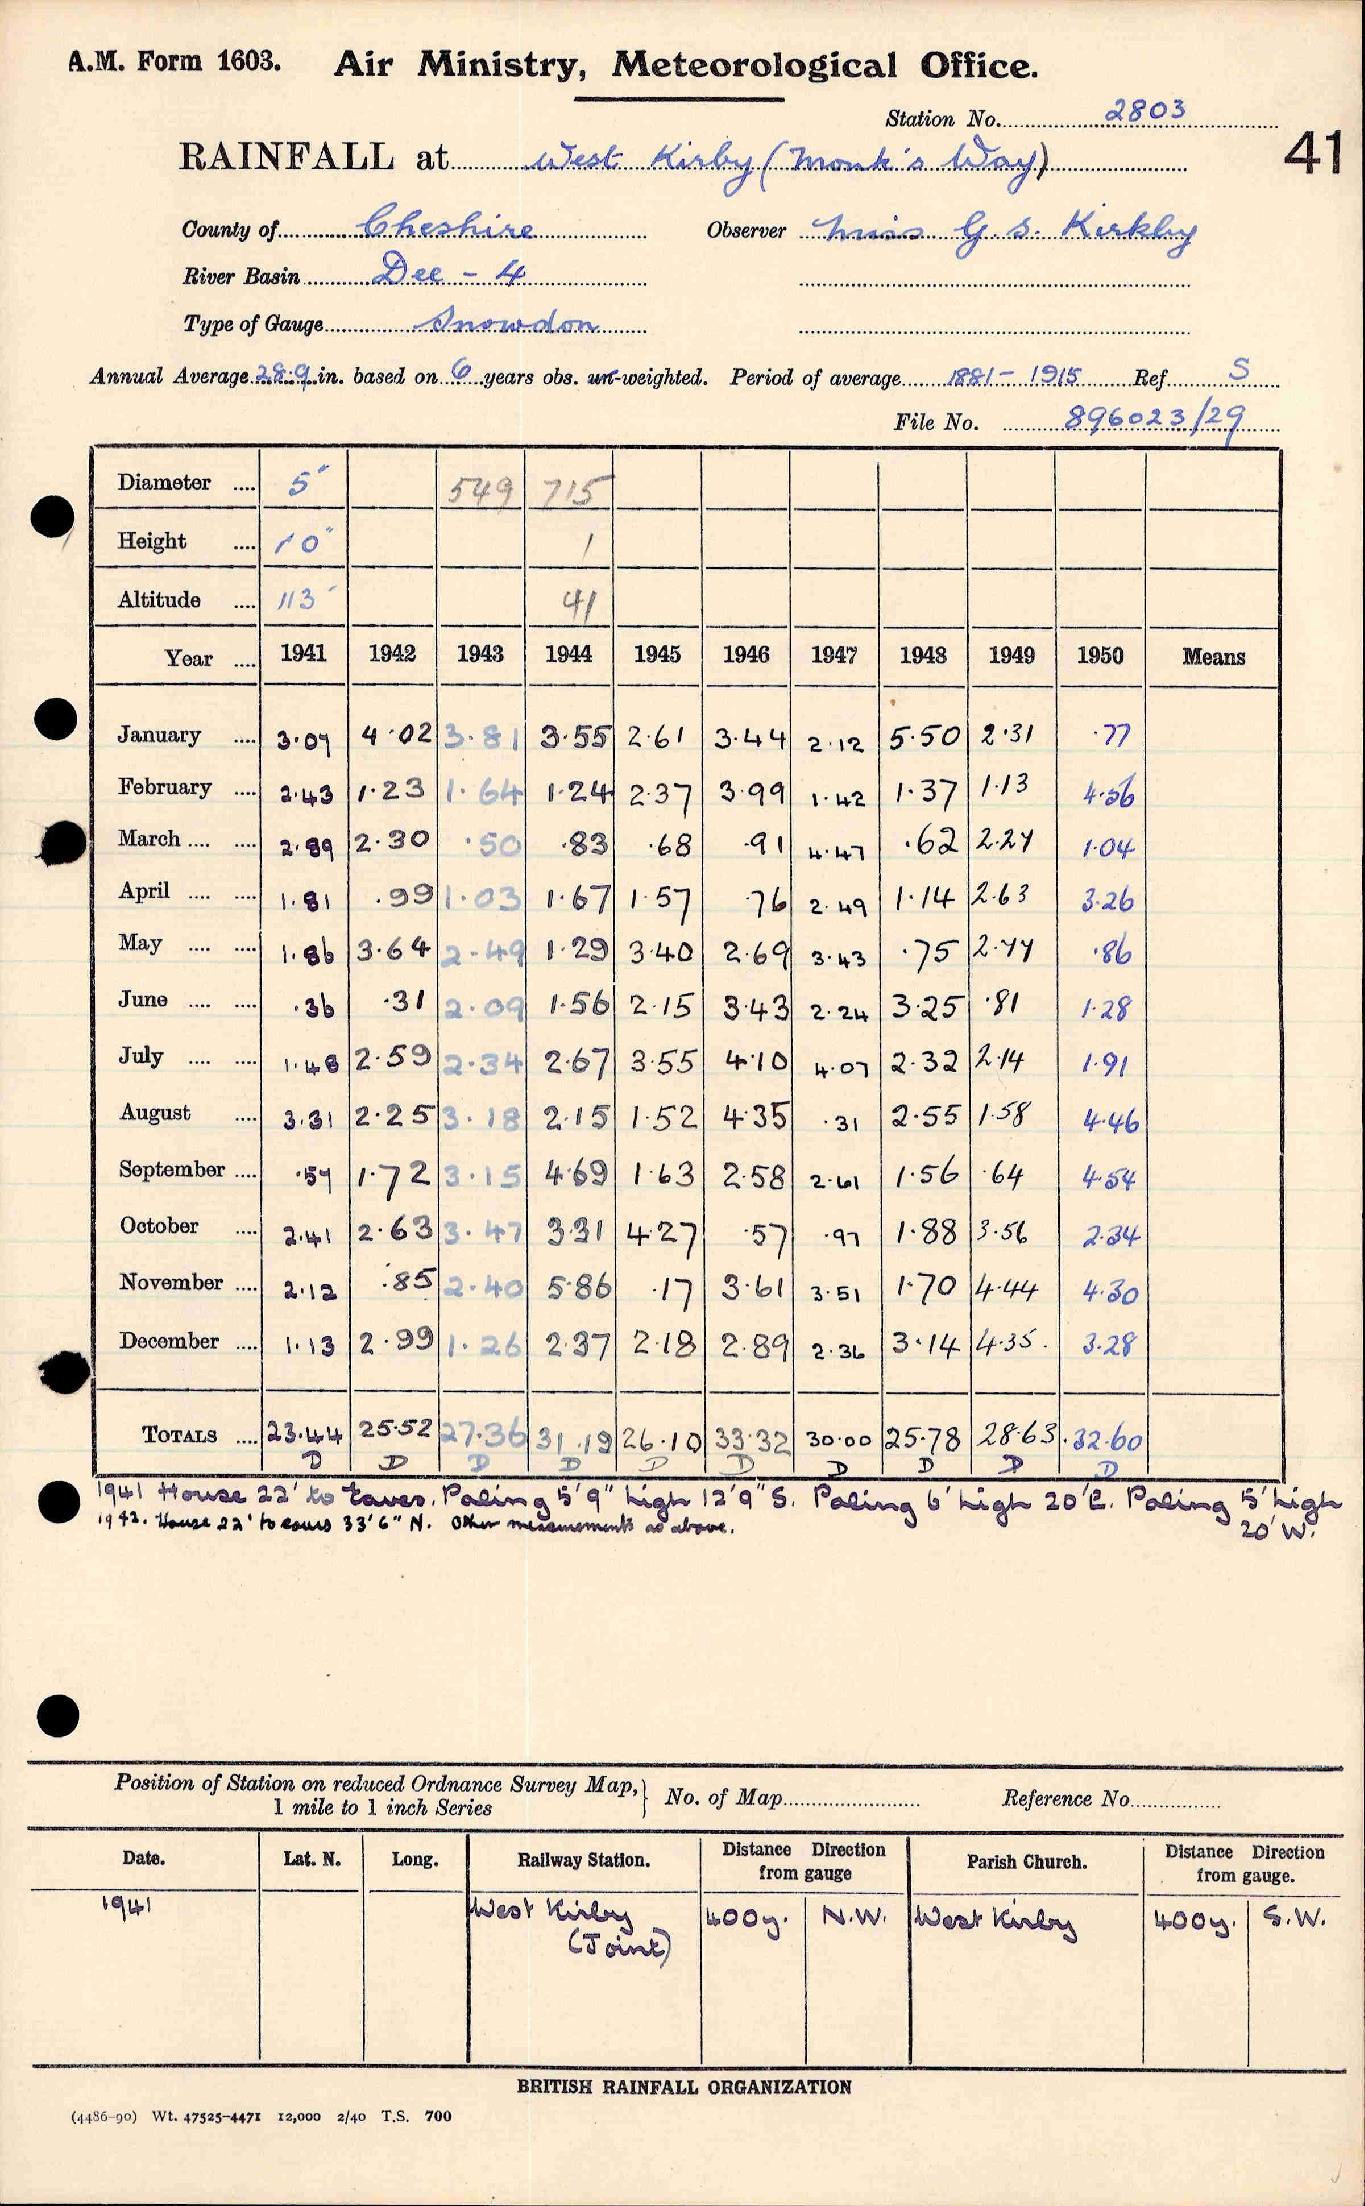 A.M. Form 1603. Air Ministry, Meteorological Office.
Station No. 2803
41
RAINFALL at West Kirby (Monk's Way)
County of Cheshire Observer Miss G. S. Kirkby
River Basin Dee - 4
Type of Gauge Snowdon
Annual Average 28.9 in. based on 6 years obs. un-weighted. Period of average 1881 - 1915 Ref. S
File No. 896023/29
Diameter .... 5" 549 715
Height .... 10" 1
Altitude .... 113' 41
Year .... 1941 1942 1943 1944 1945 1946 1947 1948 1949 1950 Means
January .... 3.07 4.02 3.81 3.55 2.61 3.44 2.12 5.50 2.31 .77
February .... 2.43 1.23 1.64 1.24 2.37 3.99 1.42 1.37 1.13 4.56
March .... .... 2.89 2.30 .50 .83 .68 .91 4.47 .62 2.27 1.04
April .... .... 1.81 .99 1.03 1.67 1.57 .76 2.49 1.14 2.63 3.26
May .... .... 1.86 3.64 2.49 1.29 3.40 2.69 3.43 .75 2.77 .86
June .... .... .36 .31 2.09 1.56 2.15 3.43 2.24 3.25 .81 1.28
July .... .... 1.48 2.59 2.34 2.67 3.55 4.10 4.07 2.32 2.14 1.91
August .... 3.31 2.25 3.18 2.15 1.52 4.35 .31 2.55 1.58 4.46
September .... .57 1.72 3.15 4.69 1.63 2.58 2.61 1.56 .64 4.54
October .... 2.41 2.63 3.47 3.31 4.27 .57 .97 1.88 3.56 2.34
November .... 2.12 .85 2.40 5.86 .17 3.61 3.51 1.70 4.44 4.30
December .... 1.13 2.99 1.26 2.37 2.18 2.89 2.36 3.14 4.35 3.28
TOTALS .... 23.44 25.52 27.36 31.19 26.10 33.32 30.00 25.78 28.63 32.60
D D D D D D D D D D
1941 House 22' to Eaves. Paling 5'9" high 12'9" S. Paling 6' high 20' E. Paling 5' high
20' W.
1942. House 22' to eaves 33'6" N. Other measurements as above.
Position of Station on reduced Ordnance Survey Map, No. of Map Reference No.
1 mile to 1 inch Series
Date. Lat. N. Long. Railway Station. Distance Direction from gauge Parish Church. Distance Direction from gauge.
1941 West Kirby 400y. N.W. West Kirby 400y. S.W.
(Joint)
BRITISH RAINFALL ORGANIZATION
(4486-90) Wt. 47525-4471 12,000 2/40 T.S. 700